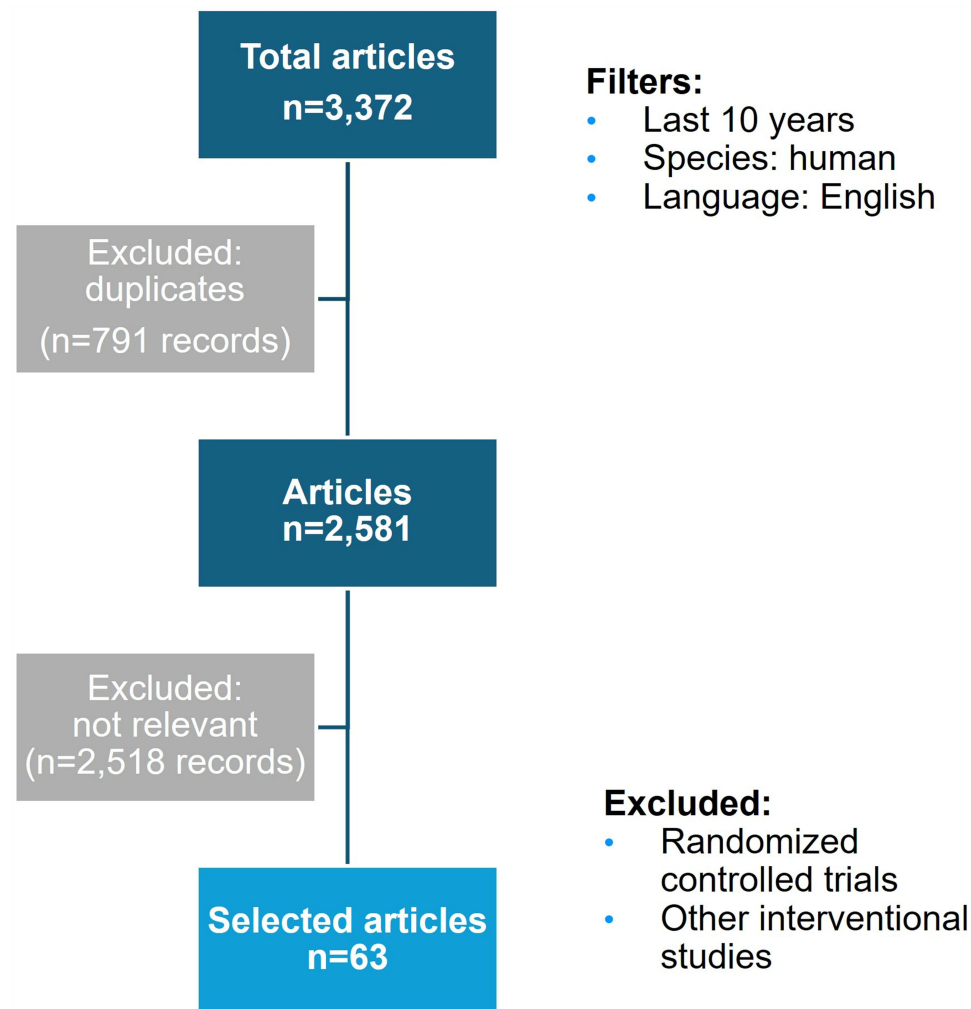 Total articles
n=3,372
Filters:
• Last 10 years
• Species: human
• Language: English
Excluded:
duplicates
(n=791 records)
Articles
n=2,581
Excluded:
not relevant
(n=2,518 records)
Excluded:
• Randomized
controlled trials
• Other interventional
studies
Selected articles
n=63